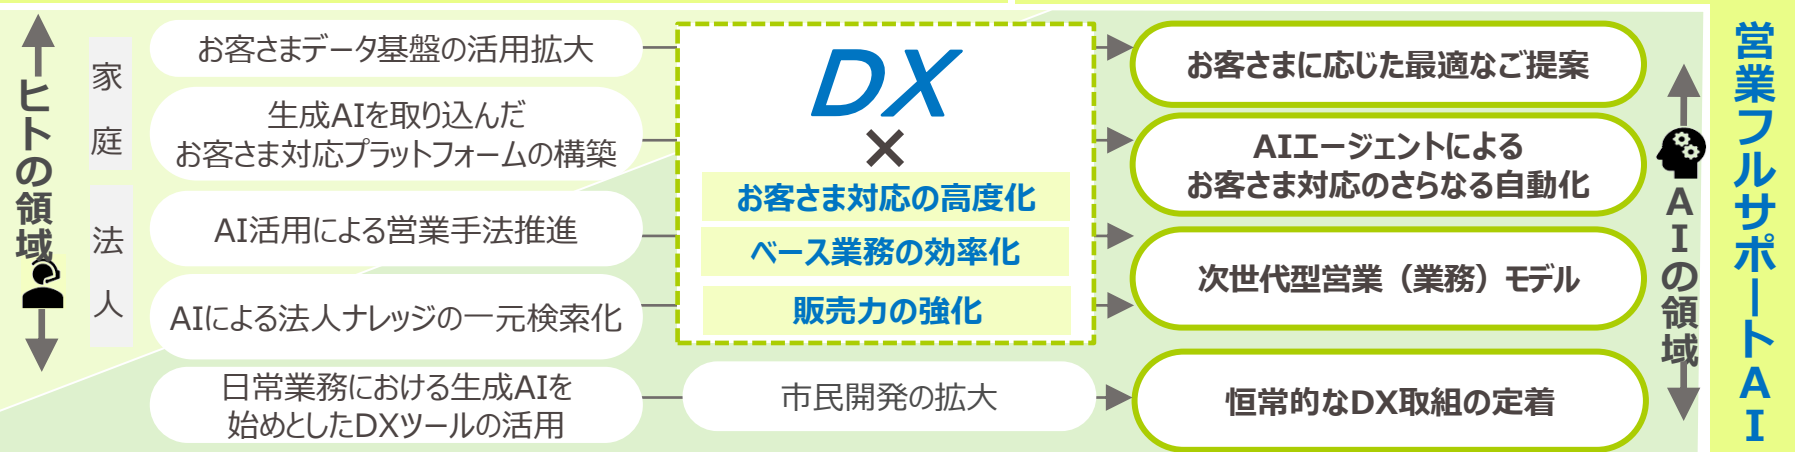 ヒトの領域
家庭
お客さまデータ基盤の活用拡大
生成AIを取り込んだ
お客さま対応プラットフォームの構築
法人
AI活用による営業手法推進
AIによる法人ナレッジの一元検索化
日常業務における生成AIを
始めとしたDXツールの活用
DX
×
お客さま対応の高度化
ベース業務の効率化
販売力の強化
市民開発の拡大
お客さまに応じた最適なご提案
AIエージェントによる
お客さま対応のさらなる自動化
次世代型営業（業務）モデル
恒常的なDX取組の定着
AIの領域
営業フルサポートAI